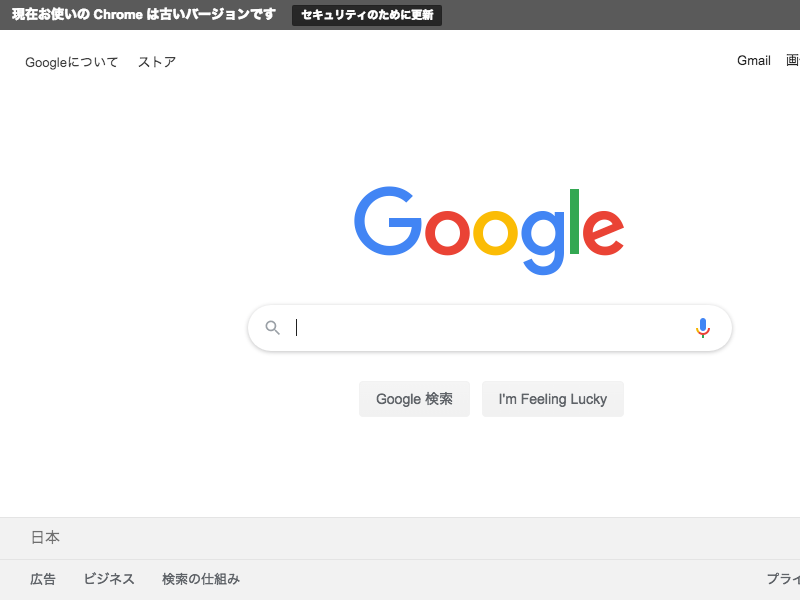 現在お使いの Chrome は古いバージョンです セキュリティのために更新
Googleについて ストア Gmail
Google
Google 検索 I'm Feeling Lucky
日本
広告 ビジネス 検索の仕組み プライ